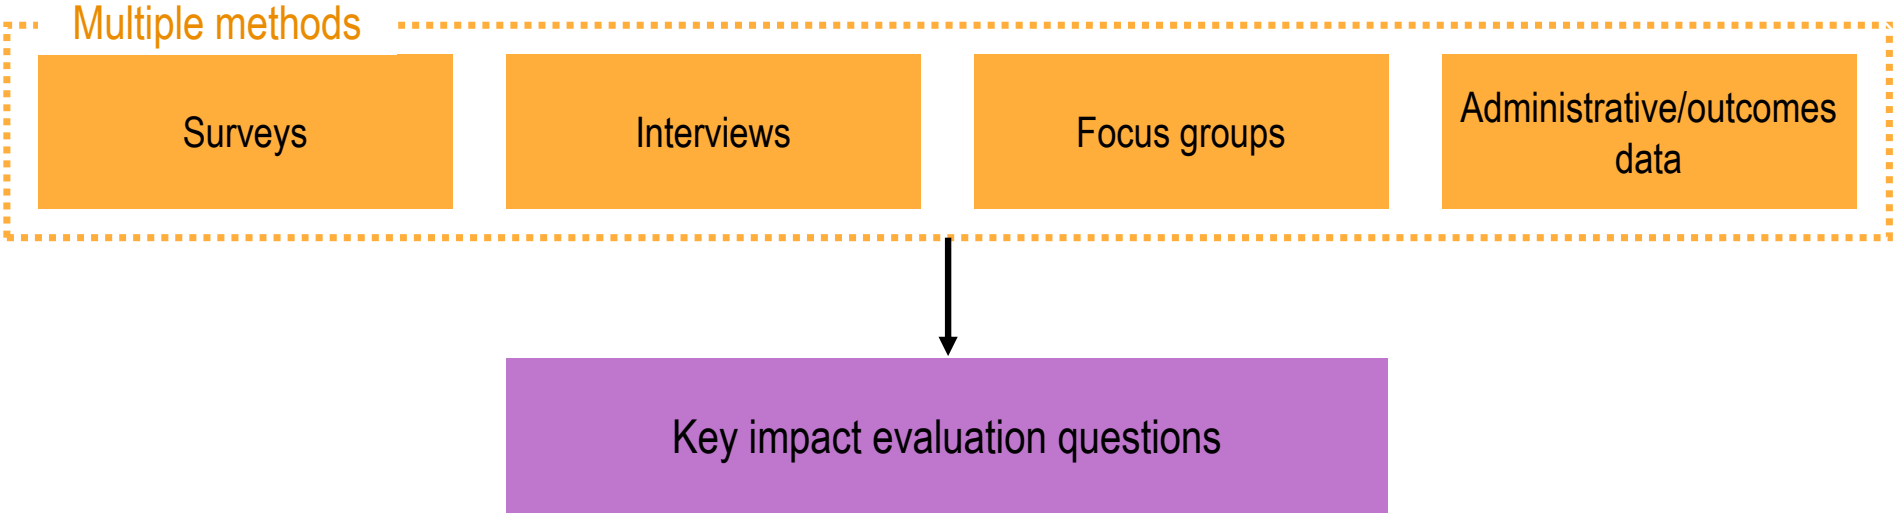 Multiple methods
Surveys
Interviews
Focus groups
Administrative/outcomes
data
Key impact evaluation questions